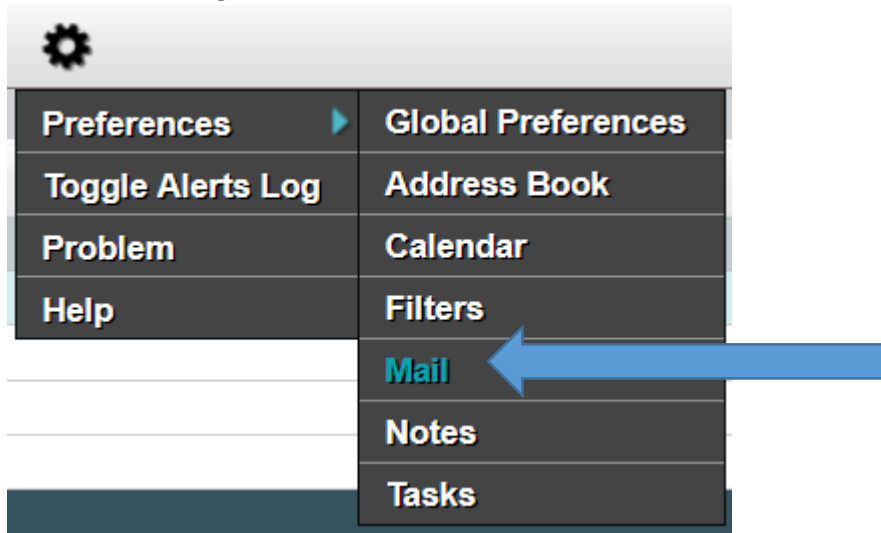 Preferences
Toggle Alerts Log
Problem
Help
Global Preferences
Address Book
Calendar
Filters
Mail
Notes
Tasks